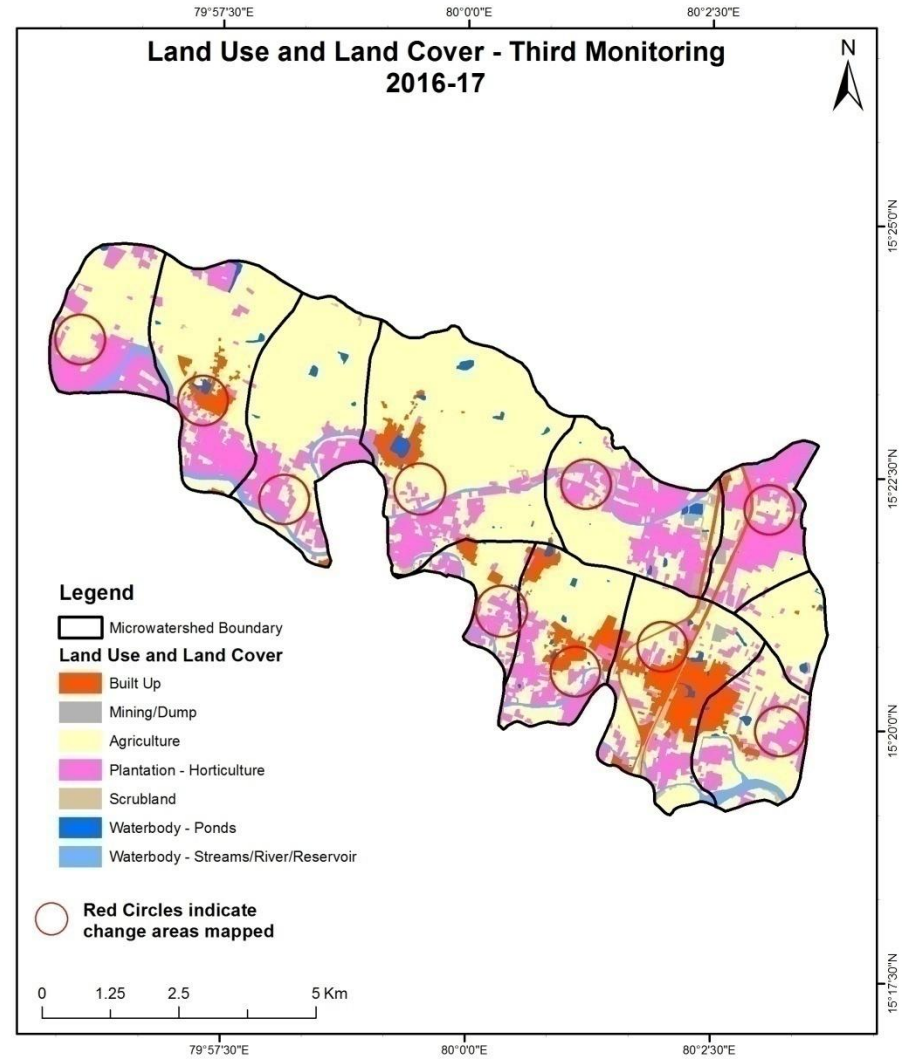 79°57'30"E 80°0'0"E 80°2'30"E
Land Use and Land Cover - Third Monitoring
2016-17
N
15°25'0"N
15°22'30"N
15°20'0"N
15°17'30"N
Legend
Microwatershed Boundary
Land Use and Land Cover
Built Up
Mining/Dump
Agriculture
Plantation - Horticulture
Scrubland
Waterbody - Ponds
Waterbody - Streams/River/Reservoir
Red Circles indicate
change areas mapped
0 1.25 2.5 5 Km
79°57'30"E 80°0'0"E 80°2'30"E